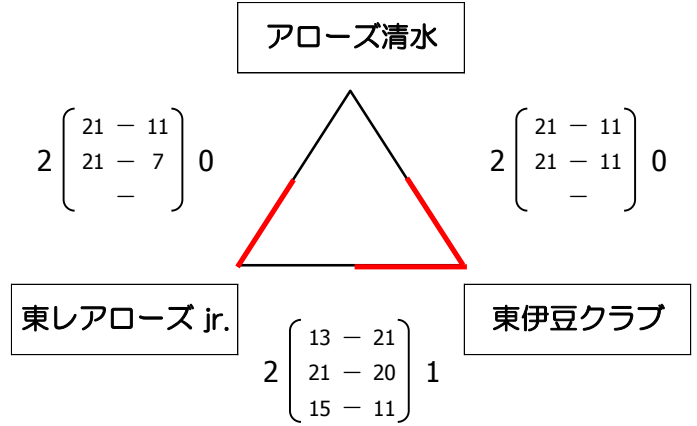 アローズ清水
2 21 － 11 0
21 － 7
－
2 21 － 11 0
21 － 11
－
東レアローズ jr.
東伊豆クラブ
13 － 21
2 21 － 20 1
15 － 11